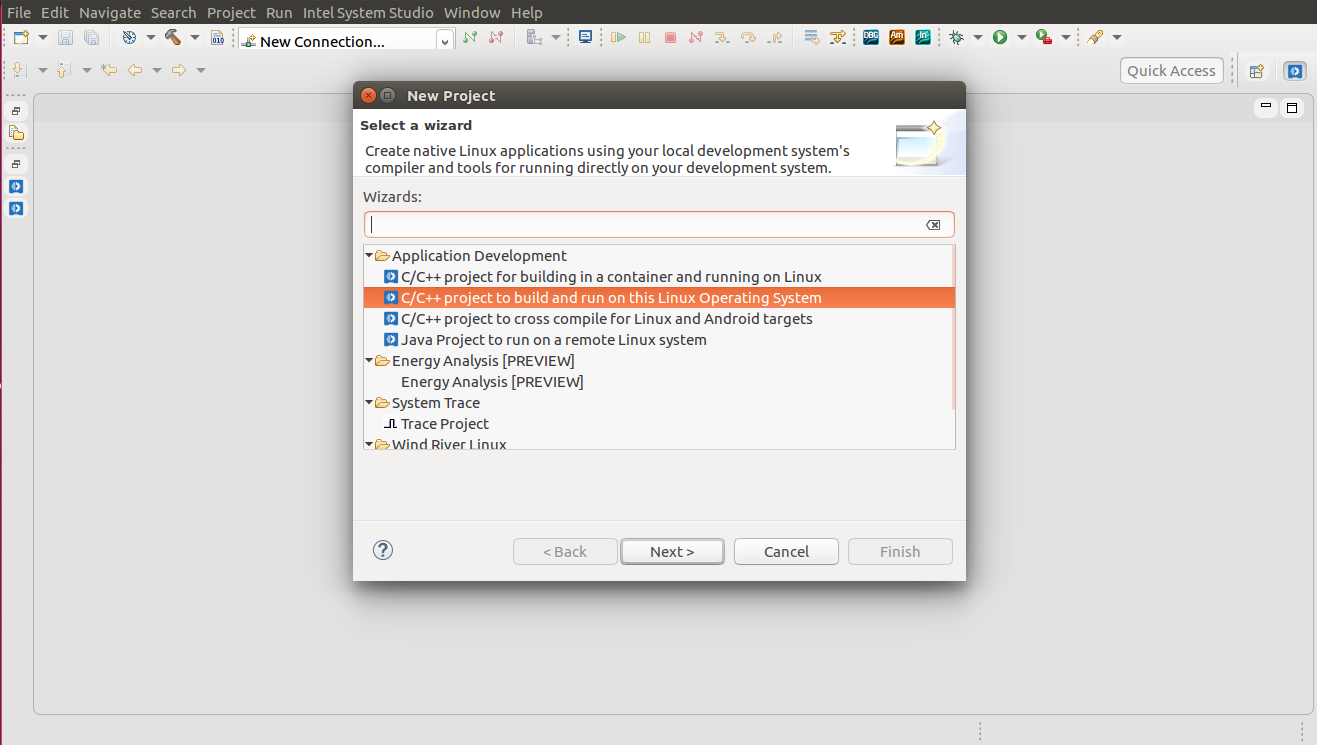 File Edit Navigate Search Project Run Intel System Studio Window Help
010
New Connection...
DBG
Am
In
Quick Access
New Project
Select a wizard
Create native Linux applications using your local development system's
compiler and tools for running directly on your development system.
Wizards:
Application Development
C/C++ project for building in a container and running on Linux
C/C++ project to build and run on this Linux Operating System
C/C++ project to cross compile for Linux and Android targets
Java Project to run on a remote Linux system
Energy Analysis [PREVIEW]
Energy Analysis [PREVIEW]
System Trace
Trace Project
Wind River Linux
?
< Back Next > Cancel Finish